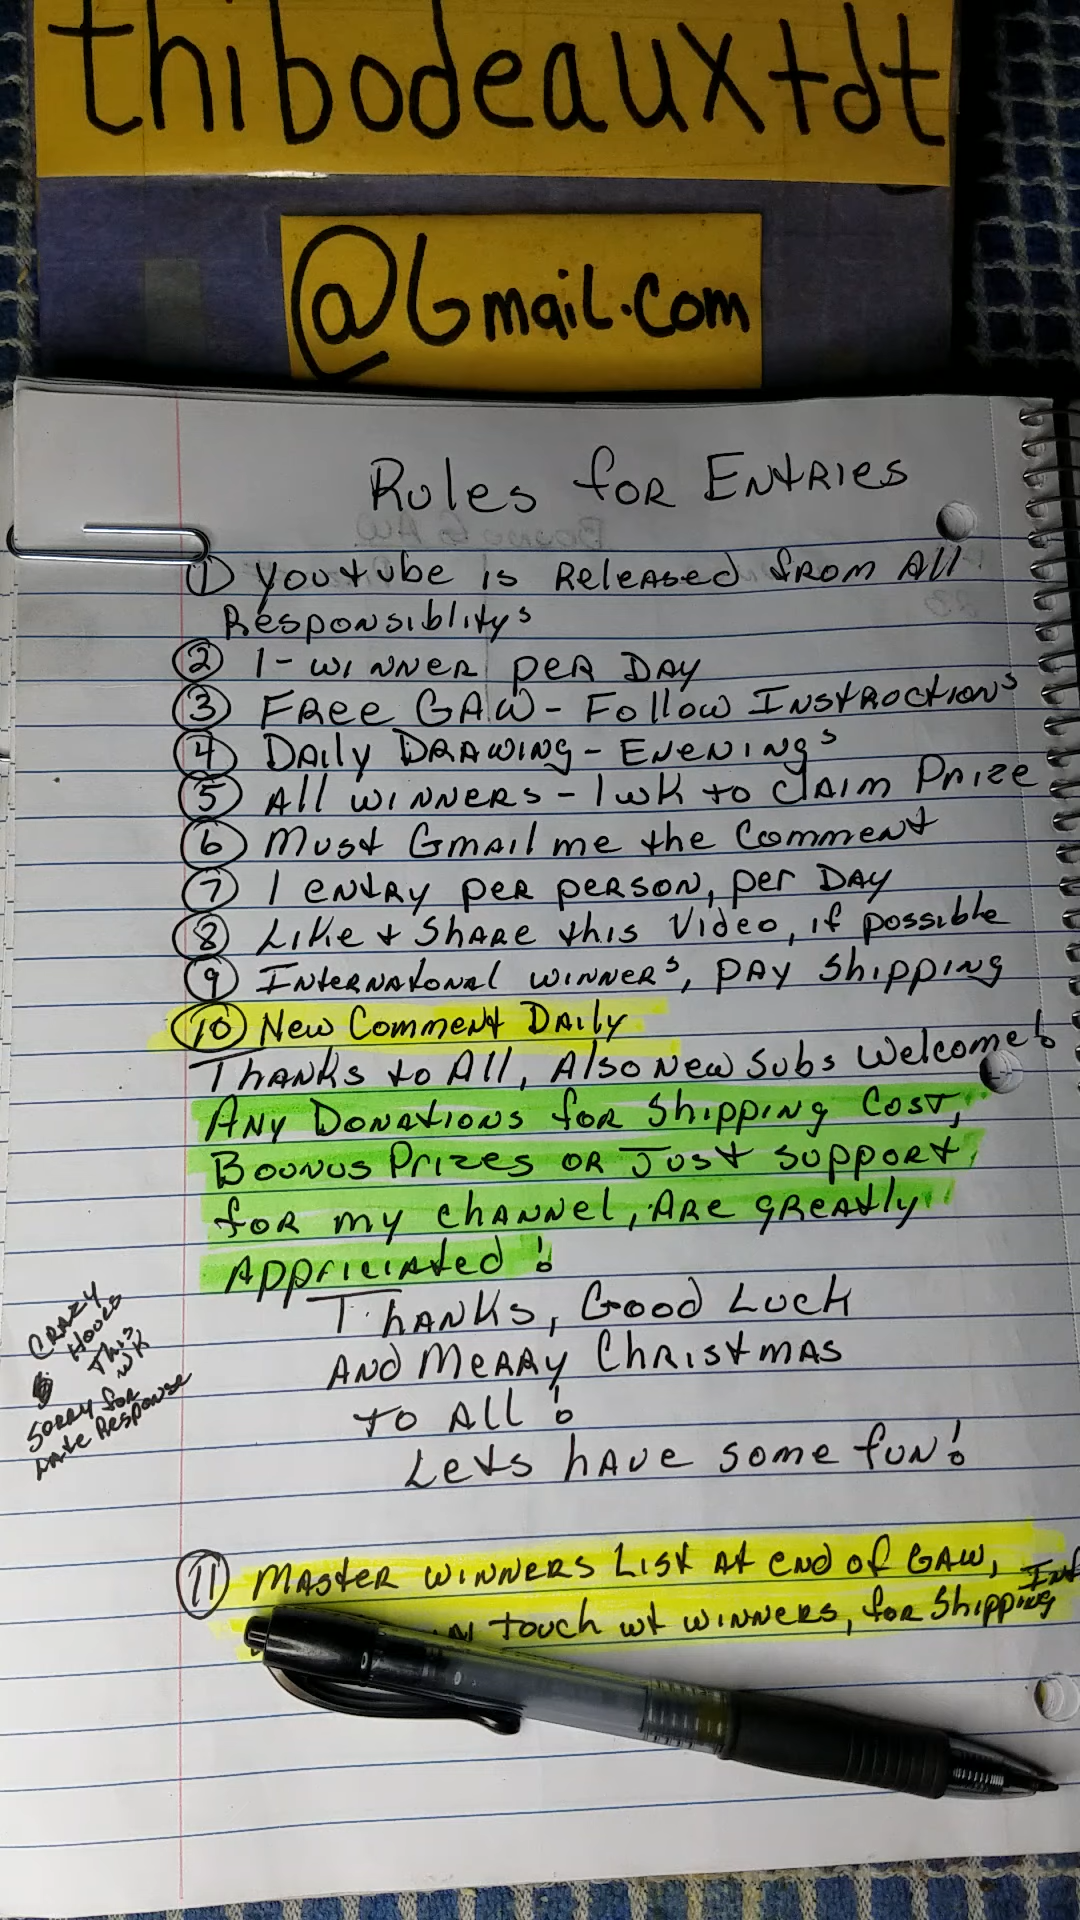 thibodeauxtdt
@Gmail.com
Rules for Entries
① Youtube is Released from All
Responsiblitys
② 1-winner per Day
③ Free GAW - Follow Instructions
④ Daily Drawing - Evenings
⑤ All winners - 1wk to claim Prize
⑥ Must Gmail me the Comment
⑦ 1 entry per person, per Day
⑧ Like + Share this Video, if possible
⑨ Internatonal winners, pay shipping
⑩ New Comment Daily
Thanks to All, Also New Subs Welcome!
Any Donations for Shipping Cost,
Bounus Prizes or Just support
for my channel, Are greatly
Appriciated!
Thanks, Good Luck
And Merry Christmas
to All!
Lets have some fun!
Crazy
Hours
This
wk
Sorry for
Late Response
⑪ Master winners List at end of GAW,
touch wt winners, for Shipping